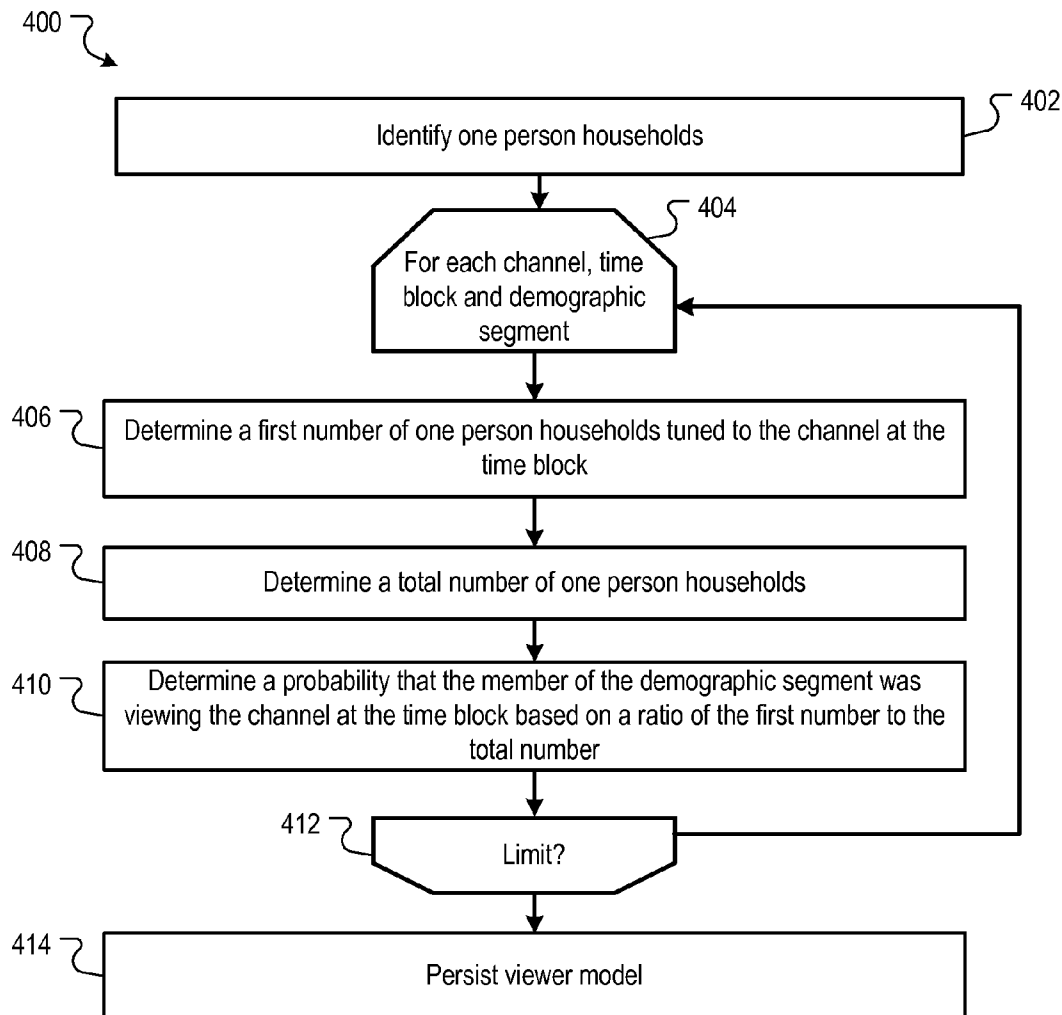 400
Identify one person households
402
404
For each channel, time
block and demographic
segment
406
Determine a first number of one person households tuned to the channel at the
time block
408
Determine a total number of one person households
410
Determine a probability that the member of the demographic segment was
viewing the channel at the time block based on a ratio of the first number to the
total number
412
Limit?
414
Persist viewer model